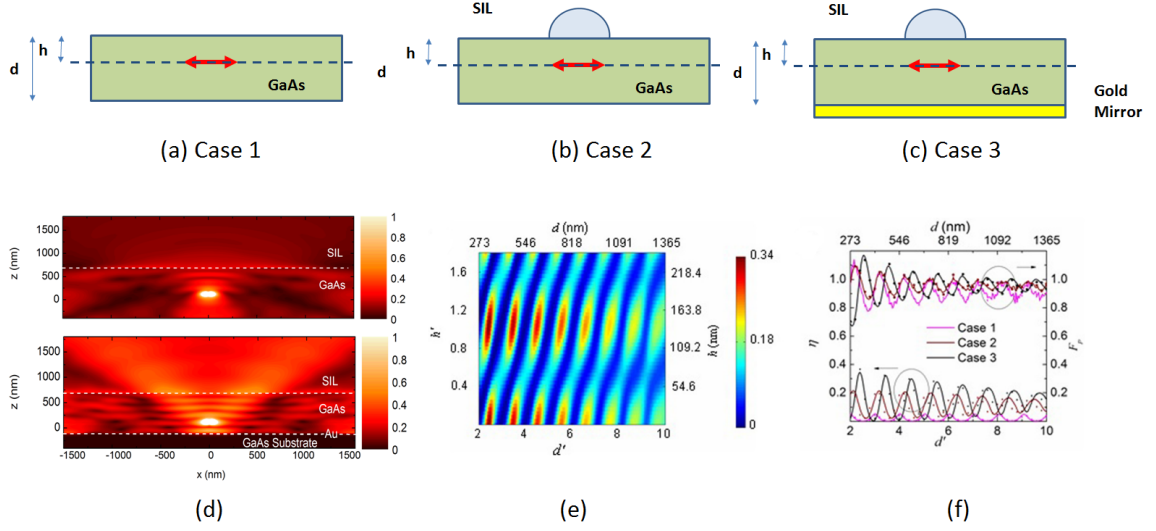 SIL
SIL
h
d
GaAs
h
d
GaAs
h
d
GaAs
Gold
Mirror
(a) Case 1
(b) Case 2
(c) Case 3
1500
1000
500
0
z (nm)
SIL
GaAs
1
0.8
0.6
0.4
0.2
0
1500
1000
500
0
z (nm)
SIL
GaAs
Au
GaAs Substrate
1
0.8
0.6
0.4
0.2
0
-1500 -1000 -500 0 500 1000 1500
x (nm)
d (nm)
273 546 818 1091 1365
1.6
1.2
0.8
0.4
h'
218.4
163.8
109.2
54.6
h (nm)
2 4 6 8 10
d'
0.34
0.18
0
d (nm)
273 546 819 1092 1365
1.0
0.8
0.6
0.4
0.2
η
Case 1
Case 2
Case 3
1.0
0.8
0.6
0.4
0.2
Fp
2 4 6 8 10
d'
(d)
(e)
(f)